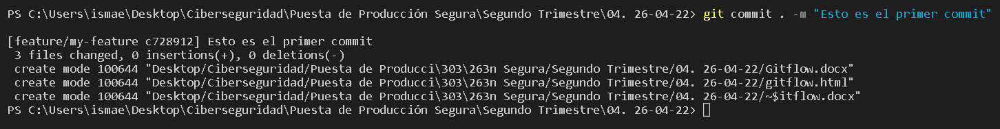 PS C:\Users\ismae\Desktop\Ciberseguridad\Puesta de Producción Segura\Segundo Trimestre\04. 26-04-22> git commit . -m "Esto es el primer commit"
[feature/my-feature c728912] Esto es el primer commit
 3 files changed, 0 insertions(+), 0 deletions(-)
 create mode 100644 "Desktop/Ciberseguridad/Puesta de Producci\303\263n Segura/Segundo Trimestre/04. 26-04-22/Gitflow.docx"
 create mode 100644 "Desktop/Ciberseguridad/Puesta de Producci\303\263n Segura/Segundo Trimestre/04. 26-04-22/gitflow.html"
 create mode 100644 "Desktop/Ciberseguridad/Puesta de Producci\303\263n Segura/Segundo Trimestre/04. 26-04-22/~$itflow.docx"
PS C:\Users\ismae\Desktop\Ciberseguridad\Puesta de Producción Segura\Segundo Trimestre\04. 26-04-22>